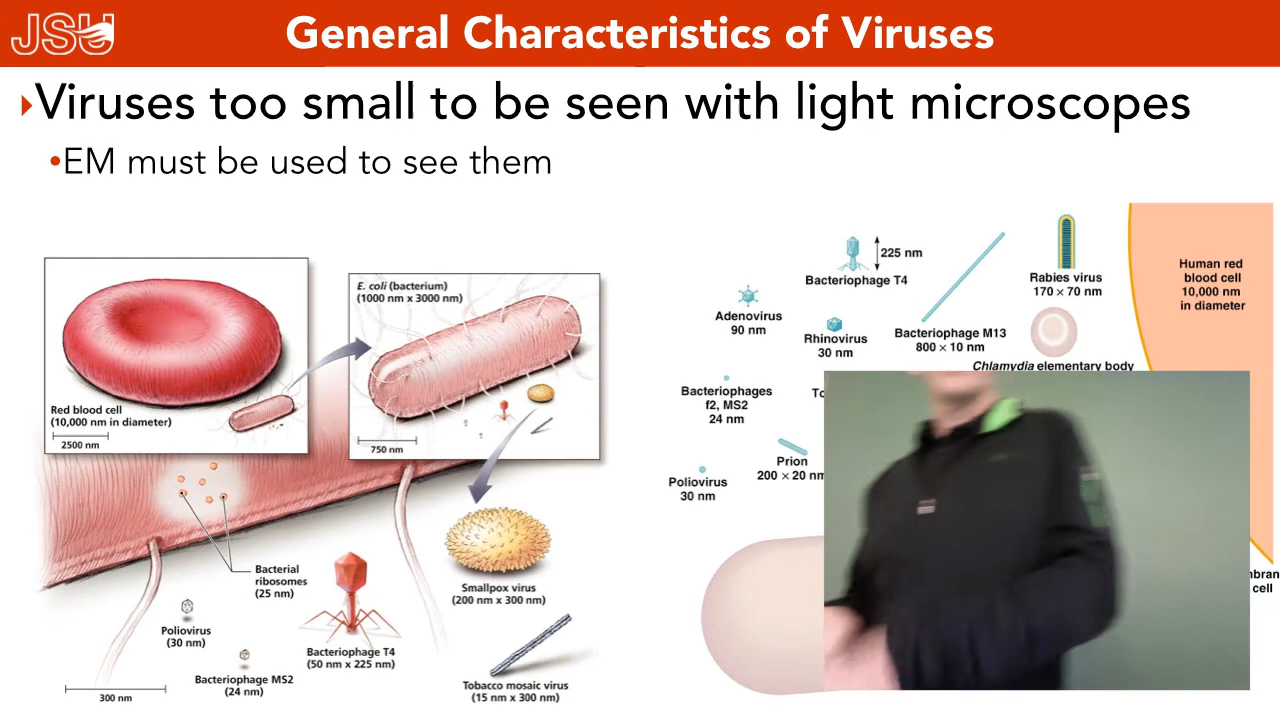 JSU
General Characteristics of Viruses
Viruses too small to be seen with light microscopes
•EM must be used to see them
Red blood cell
(10,000 nm in diameter)
2500 nm
E. coli (bacterium)
(1000 nm x 3000 nm)
750 nm
Bacterial
ribosomes
(25 nm)
Poliovirus
(30 nm)
Bacteriophage MS2
(24 nm)
300 nm
Bacteriophage T4
(50 nm x 225 nm)
Smallpox virus
(200 nm x 300 nm)
Tobacco mosaic virus
(15 nm x 300 nm)
225 nm
Bacteriophage T4
Adenovirus
90 nm
Rhinovirus
30 nm
Bacteriophage M13
800 × 10 nm
Rabies virus
170 × 70 nm
Human red
blood cell
10,000 nm
in diameter
Chlamydia elementary body
Bacteriophages
f2, MS2
24 nm
Prion
200 × 20 nm
Poliovirus
30 nm
cell